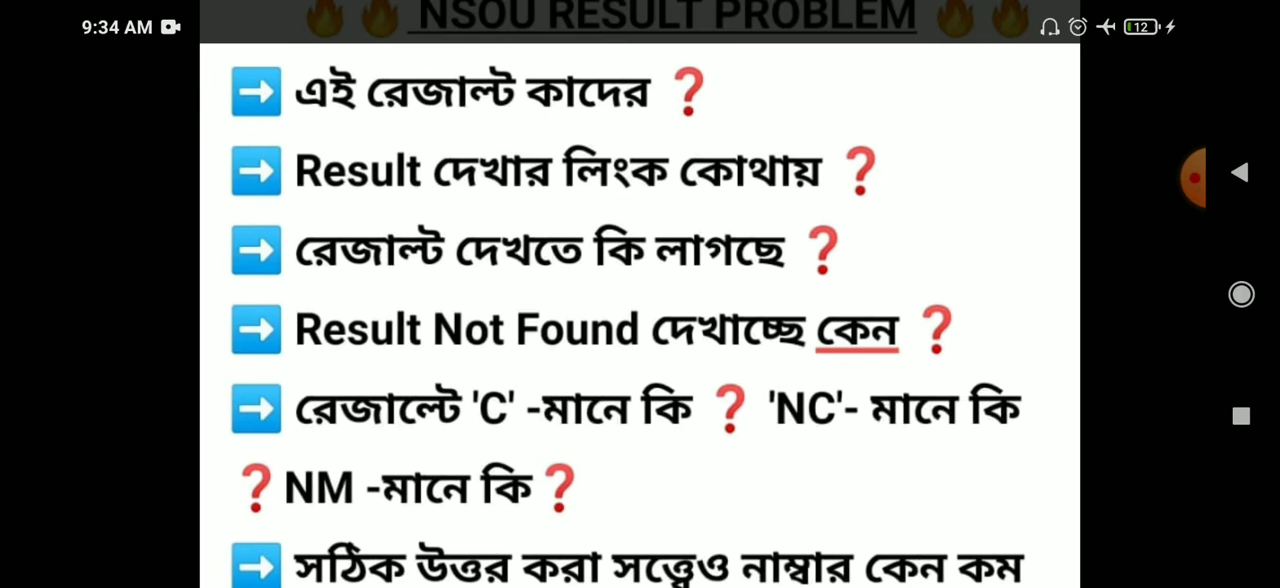 9:34 AM 12
🔥🔥 NSOU RESULT PROBLEM 🔥🔥
➡️ এই রেজাল্ট কাদের ❓
➡️ Result দেখার লিংক কোথায় ❓
➡️ রেজাল্ট দেখতে কি লাগছে ❓
➡️ Result Not Found দেখাচ্ছে কেন ❓
➡️ রেজাল্টে 'C' -মানে কি ❓ 'NC'- মানে কি
❓NM -মানে কি❓
➡️ সঠিক উত্তর করা সত্ত্বেও নাম্বার কেন কম